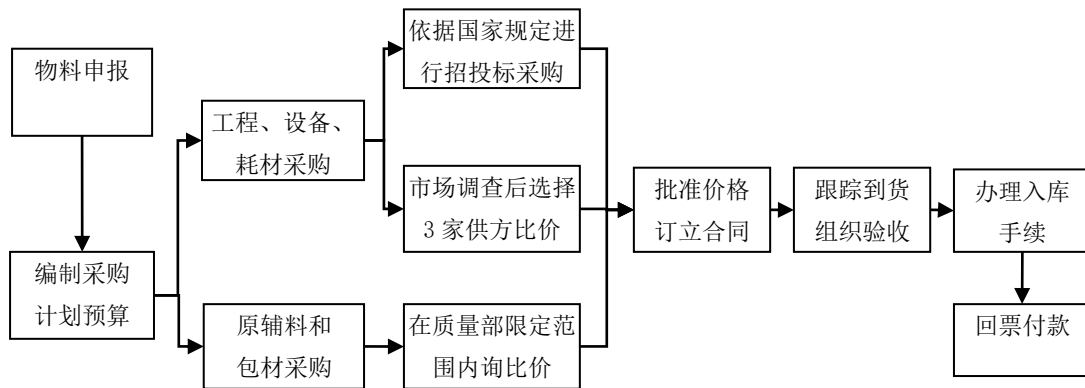 物料申报
编制采购
计划预算
工程、设备、
耗材采购
原辅料和
包材采购
依据国家规定进
行招投标采购
市场调查后选择
3 家供方比价
在质量部限定范
围内询比价
批准价格
订立合同
跟踪到货
组织验收
办理入库
手续
回票付款